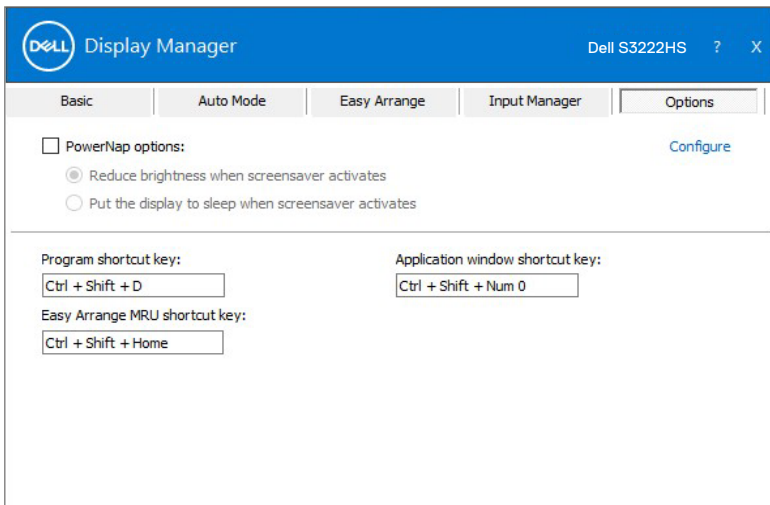 DELL Display Manager Dell S3222HS ? X
Basic Auto Mode Easy Arrange Input Manager Options
PowerNap options: Configure
Reduce brightness when screensaver activates
Put the display to sleep when screensaver activates
Program shortcut key: Application window shortcut key:
Ctrl + Shift + D Ctrl + Shift + Num 0
Easy Arrange MRU shortcut key:
Ctrl + Shift + Home